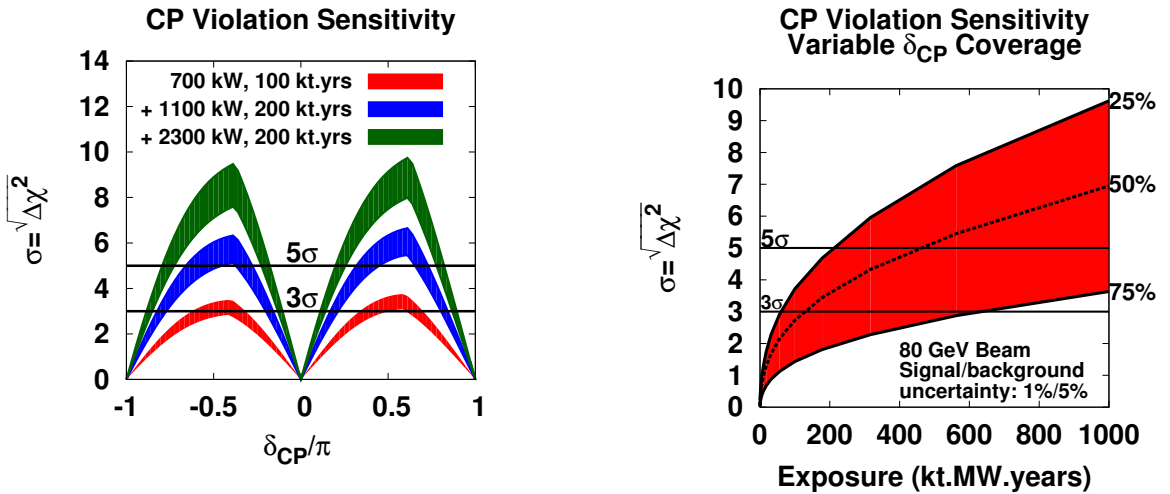 CP Violation Sensitivity
14
12
10
8
6
4
2
0
σ=√Δχ²
700 kW, 100 kt.yrs
+ 1100 kW, 200 kt.yrs
+ 2300 kW, 200 kt.yrs
5σ
3σ
-1 -0.5 0 0.5 1
δCP/π
CP Violation Sensitivity
Variable δCP Coverage
10
9
8
7
6
5
4
3
2
1
0
σ=√Δχ²
25%
50%
75%
5σ
3σ
80 GeV Beam
Signal/background
uncertainty: 1%/5%
0 200 400 600 800 1000
Exposure (kt.MW.years)